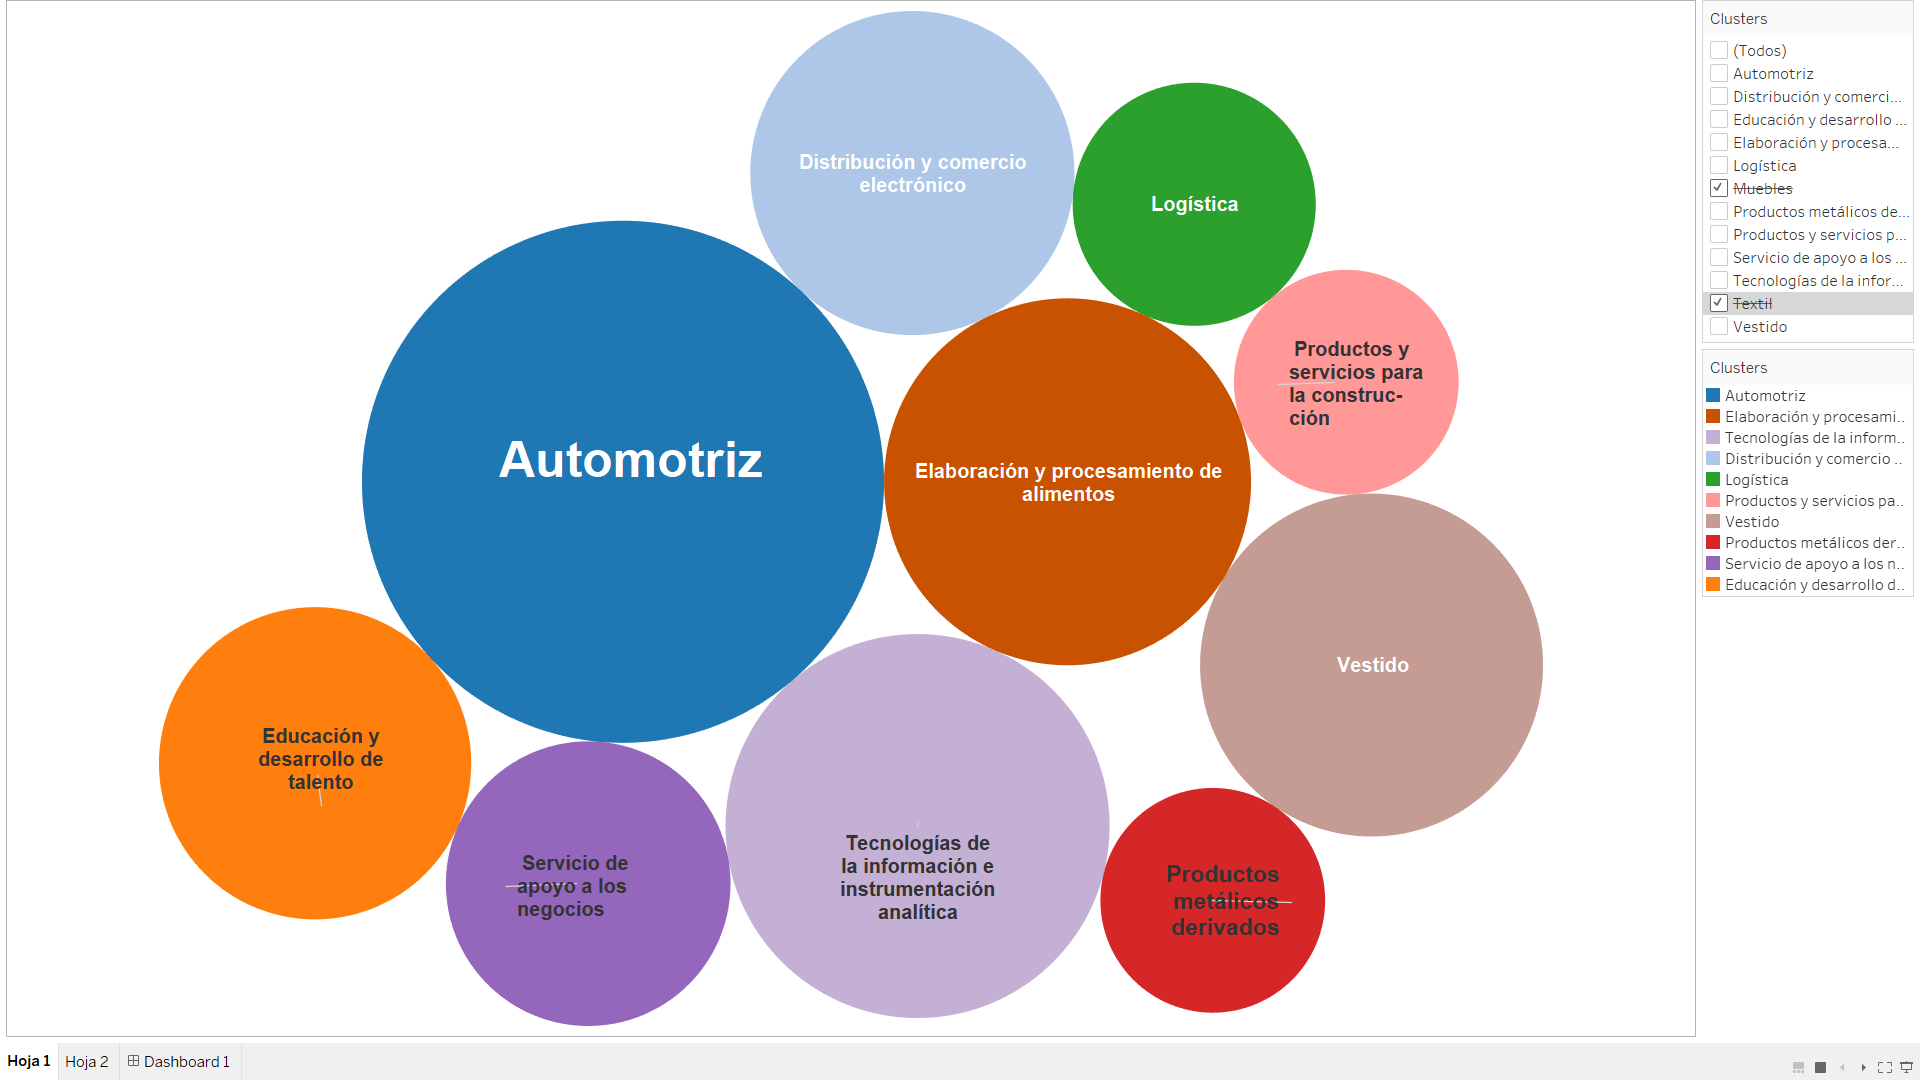 Distribución y comercio
electrónico
Logística
Productos y
servicios para
la construc-
ción
Automotriz
Elaboración y procesamiento de
alimentos
Vestido
Educación y
desarrollo de
talento
Servicio de
apoyo a los
negocios
Tecnologías de
la información e
instrumentación
analítica
Productos
metálicos
derivados
Clusters
(Todos)
Automotriz
Distribución y comerci...
Educación y desarrollo ...
Elaboración y procesa...
Logística
Muebles
Productos metálicos de...
Productos y servicios p...
Servicio de apoyo a los ...
Tecnologías de la infor...
Textil
Vestido
Clusters
Automotriz
Elaboración y procesami..
Tecnologías de la inform..
Distribución y comercio ..
Logística
Productos y servicios pa..
Vestido
Productos metálicos der..
Servicio de apoyo a los n..
Educación y desarrollo d..
Hoja 1
Hoja 2
Dashboard 1